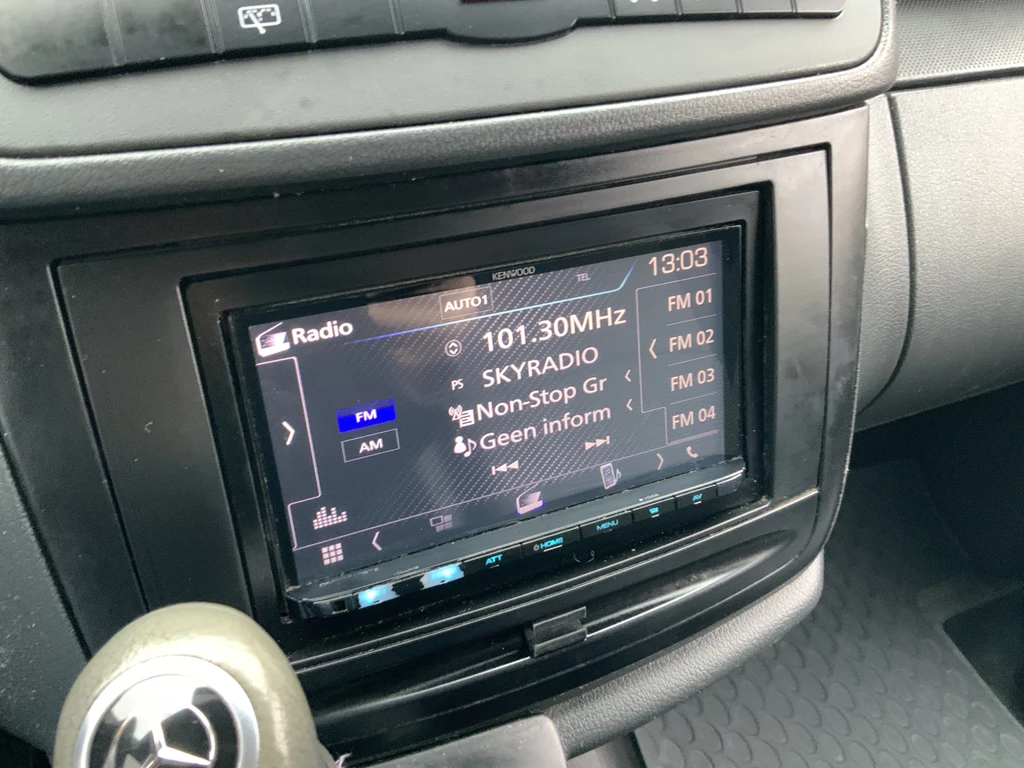 KENWOOD
TEL
13:03
AUTO1
Radio
101.30MHz
PS SKYRADIO
Non-Stop Gr
Geen inform
FM
AM
FM 01
FM 02
FM 03
FM 04
ATT
HOME
MENU
AV